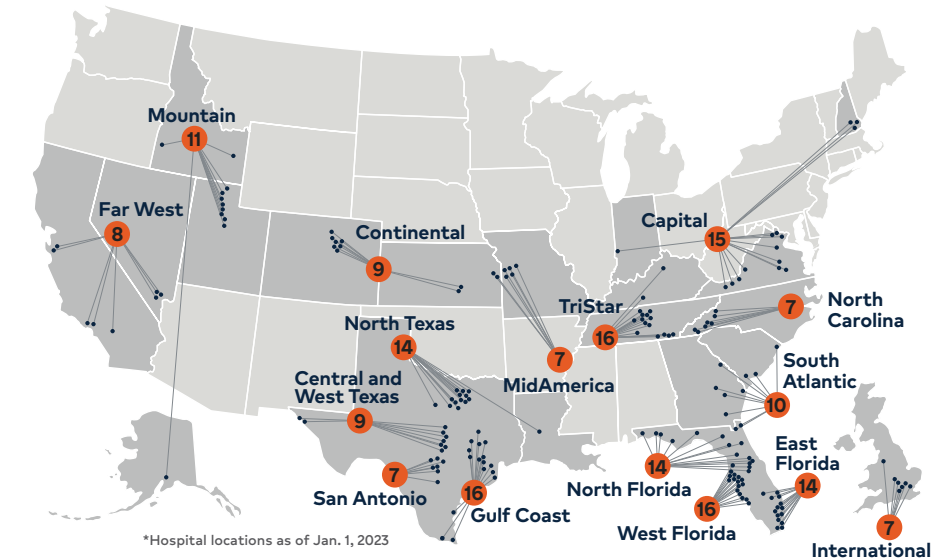 Mountain
11
Far West
8
Continental
9
Capital
15
TriStar
16
North
Carolina
7
North Texas
14
MidAmerica
7
South
Atlantic
10
Central and
West Texas
9
San Antonio
7
Gulf Coast
16
North Florida
14
West Florida
16
East
Florida
14
International
7
*Hospital locations as of Jan. 1, 2023